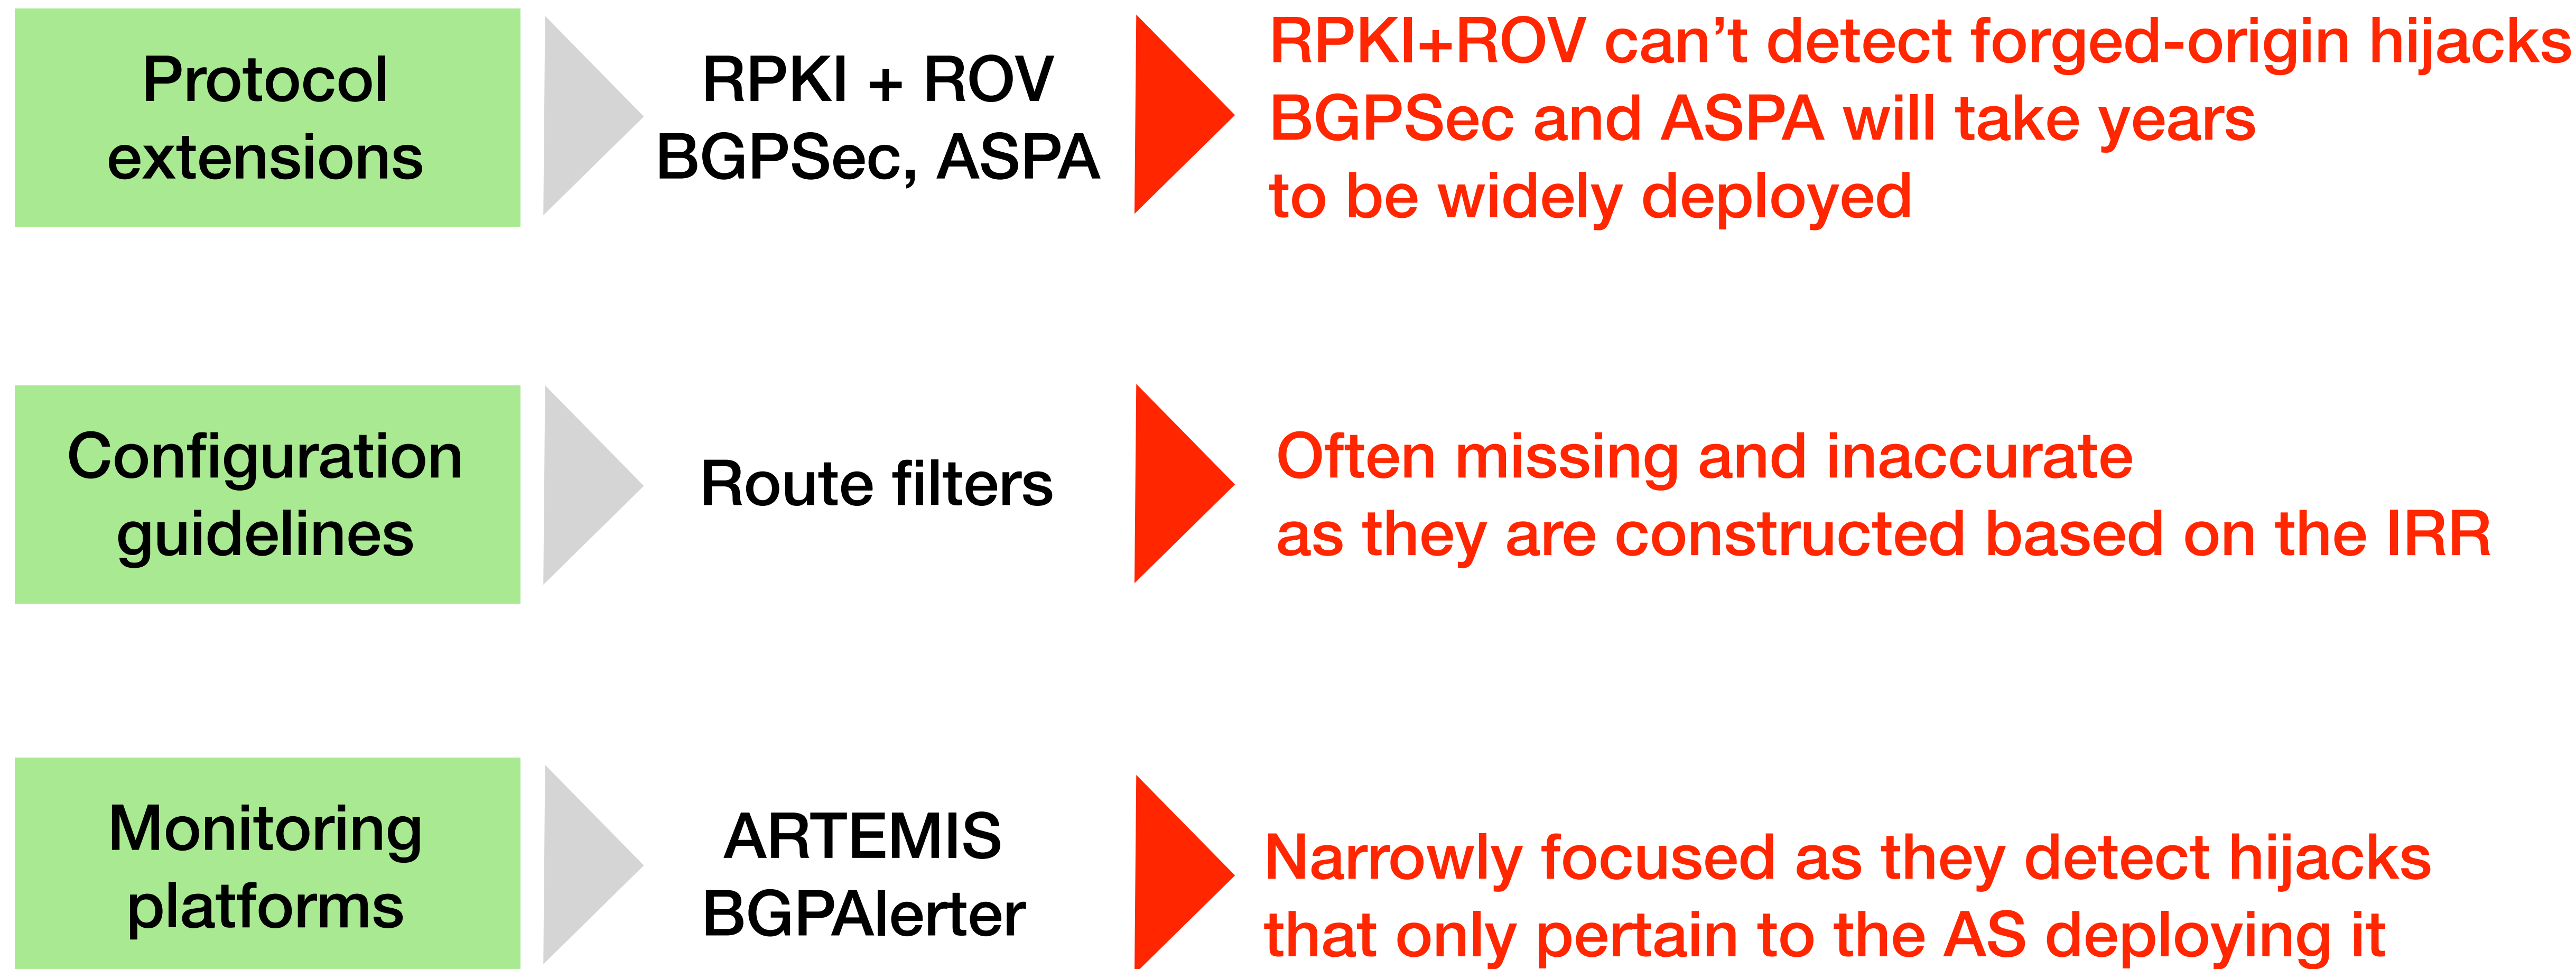 Protocol
extensions
RPKI + ROV
BGPSec, ASPA
RPKI+ROV can't detect forged-origin hijacks
BGPSec and ASPA will take years
to be widely deployed
Configuration
guidelines
Route filters
Often missing and inaccurate
as they are constructed based on the IRR
Monitoring
platforms
ARTEMIS
BGPAlerter
Narrowly focused as they detect hijacks
that only pertain to the AS deploying it